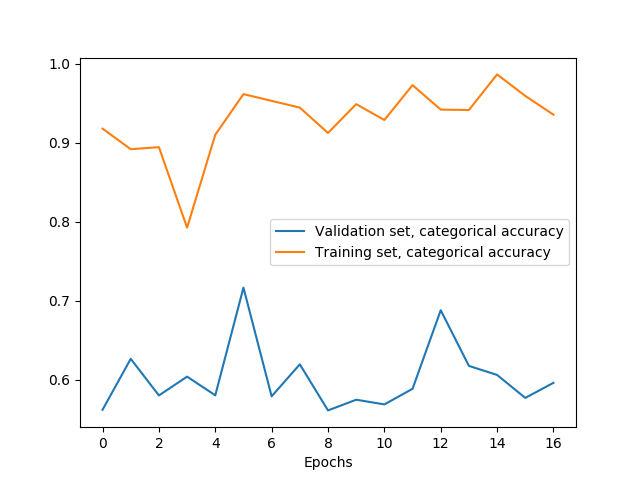 1.0
0.9
0.8
0.7
0.6
Validation set, categorical accuracy
Training set, categorical accuracy
0 2 4 6 8 10 12 14 16
Epochs